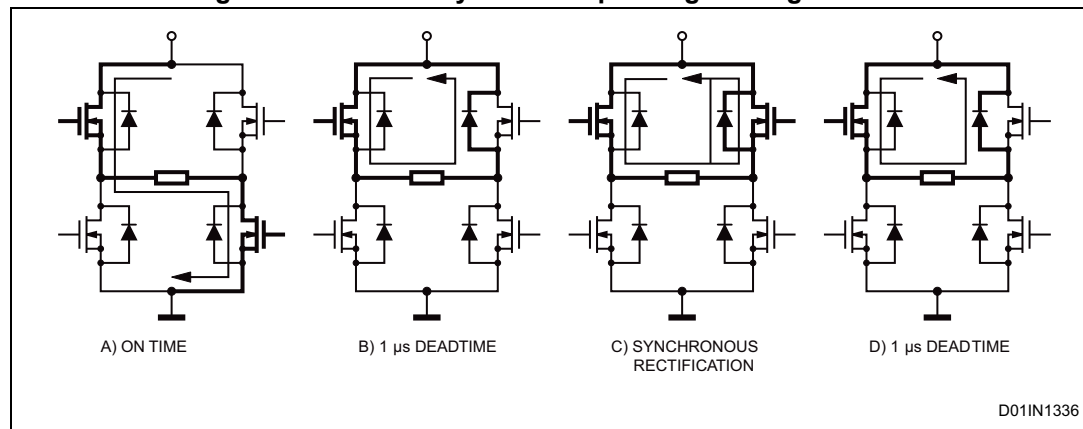 A) ON TIME
B) 1 µs DEADTIME
C) SYNCHRONOUS
RECTIFICATION
D) 1 µs DEADTIME
D01IN1336